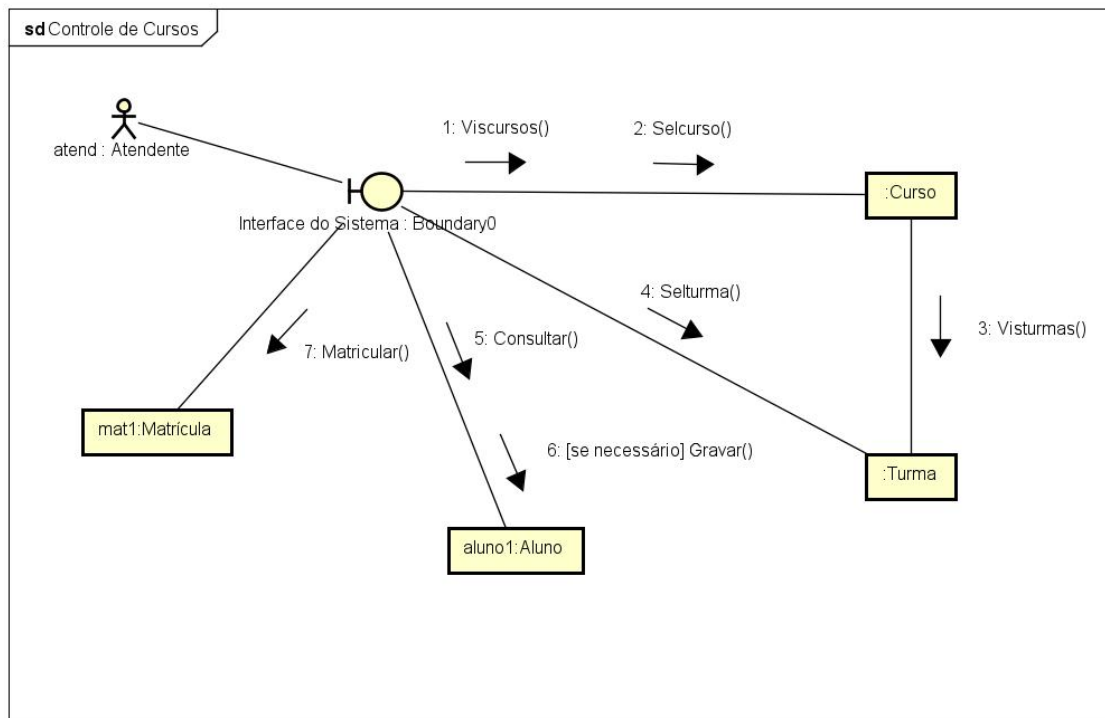 sd Controle de Cursos
1: Viscursos()
2: Selcurso()
atend : Atendente
:Curso
Interface do Sistema : Boundary0
4: Selturma()
3: Visturmas()
5: Consultar()
7: Matricular()
mat1:Matrícula
6: [se necessário] Gravar()
:Turma
aluno1:Aluno